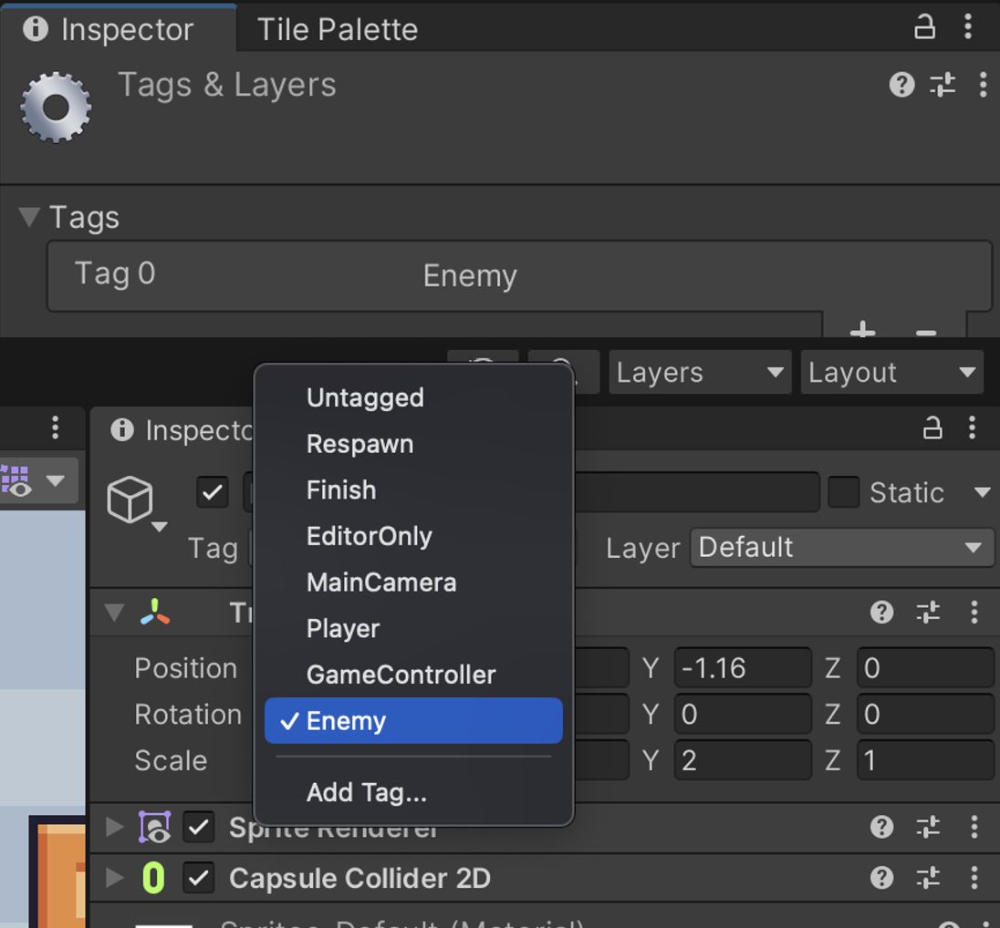 Inspector Tile Palette
Tags & Layers
Tags
Tag 0 Enemy
Layers Layout
Untagged
Respawn
Finish
EditorOnly
MainCamera
Player
GameController
Enemy
Add Tag...
Static
Tag Layer Default
Position Y -1.16 Z 0
Rotation Y 0 Z 0
Scale Y 2 Z 1
Sprite Renderer
Capsule Collider 2D
Sprites-Default (Material)